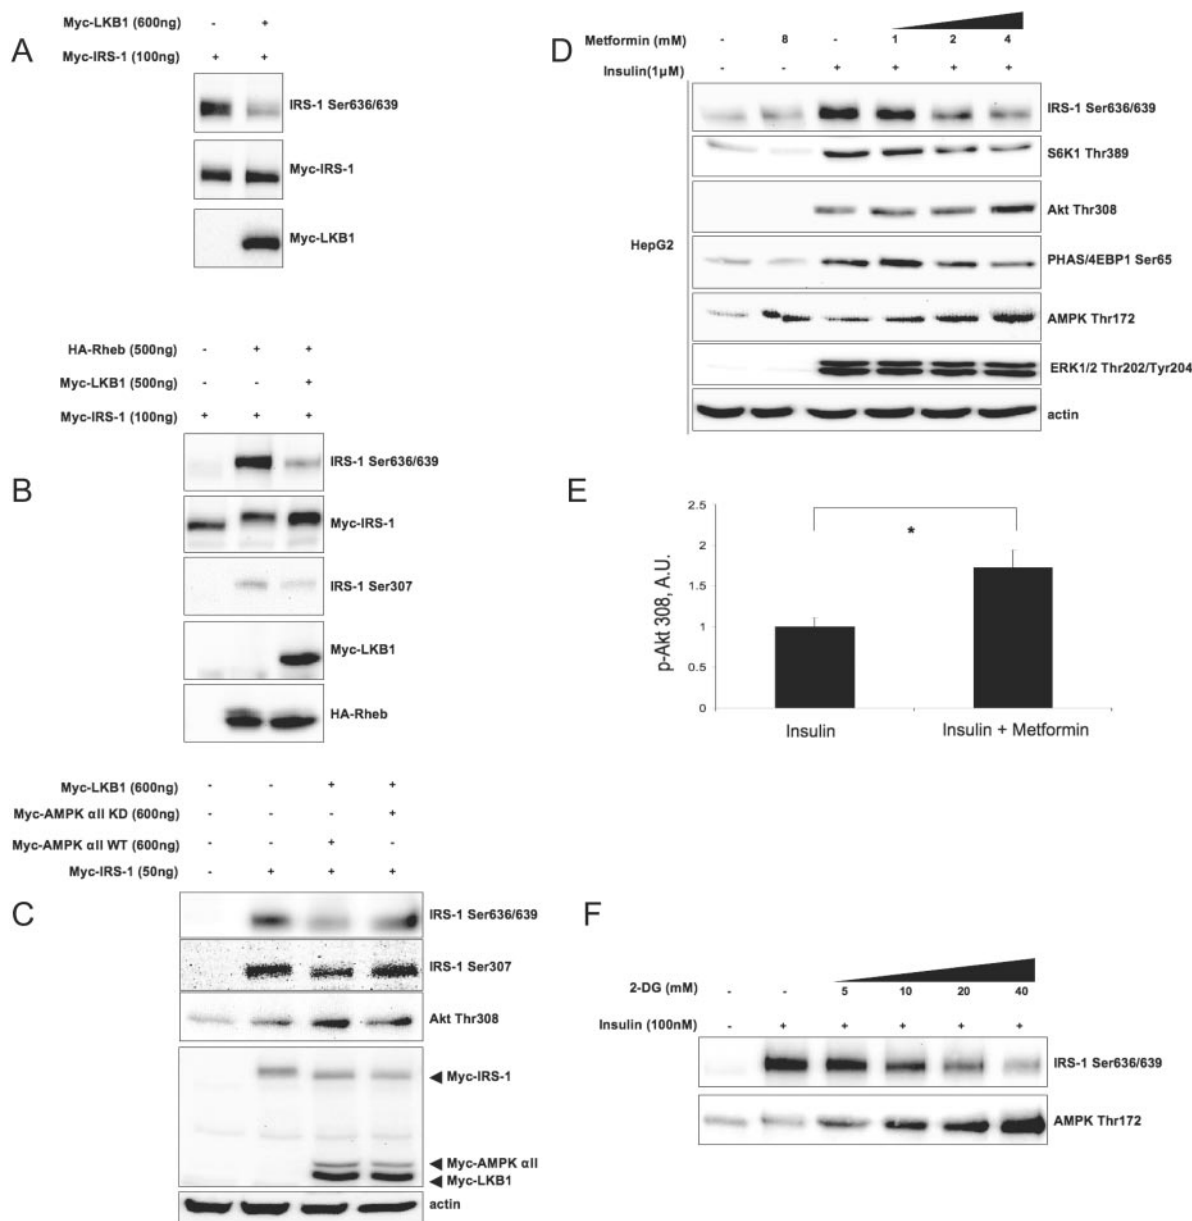 A
Myc-LKB1 (600ng) - +
Myc-IRS-1 (100ng) + +
IRS-1 Ser636/639
Myc-IRS-1
Myc-LKB1
B
HA-Rheb (500ng) - + +
Myc-LKB1 (500ng) - - +
Myc-IRS-1 (100ng) + + +
IRS-1 Ser636/639
Myc-IRS-1
IRS-1 Ser307
Myc-LKB1
HA-Rheb
C
Myc-LKB1 (600ng) - - + +
Myc-AMPK αII KD (600ng) - - - +
Myc-AMPK αII WT (600ng) - - + -
Myc-IRS-1 (50ng) - + + +
IRS-1 Ser636/639
IRS-1 Ser307
Akt Thr308
Myc-IRS-1
Myc-AMPK αII
Myc-LKB1
actin
D
Metformin (mM) - 8 - 1 2 4
Insulin(1µM) - - + + + +
HepG2
IRS-1 Ser636/639
S6K1 Thr389
Akt Thr308
PHAS/4EBP1 Ser65
AMPK Thr172
ERK1/2 Thr202/Tyr204
actin
E
p-Akt 308, A.U.
2.5
2
1.5
1
0.5
0
*
Insulin
Insulin + Metformin
F
2-DG (mM) - - 5 10 20 40
Insulin (100nM) - + + + + +
IRS-1 Ser636/639
AMPK Thr172